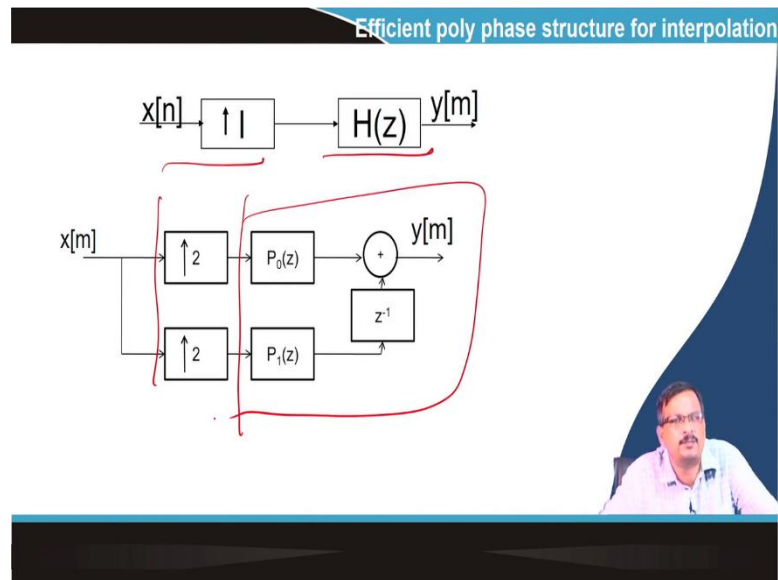 Efficient poly phase structure for interpolation
x[n] ↑ I H(z) y[m]
x[m] ↑ 2 P₀(z) + y[m]
z⁻¹
↑ 2 P₁(z)